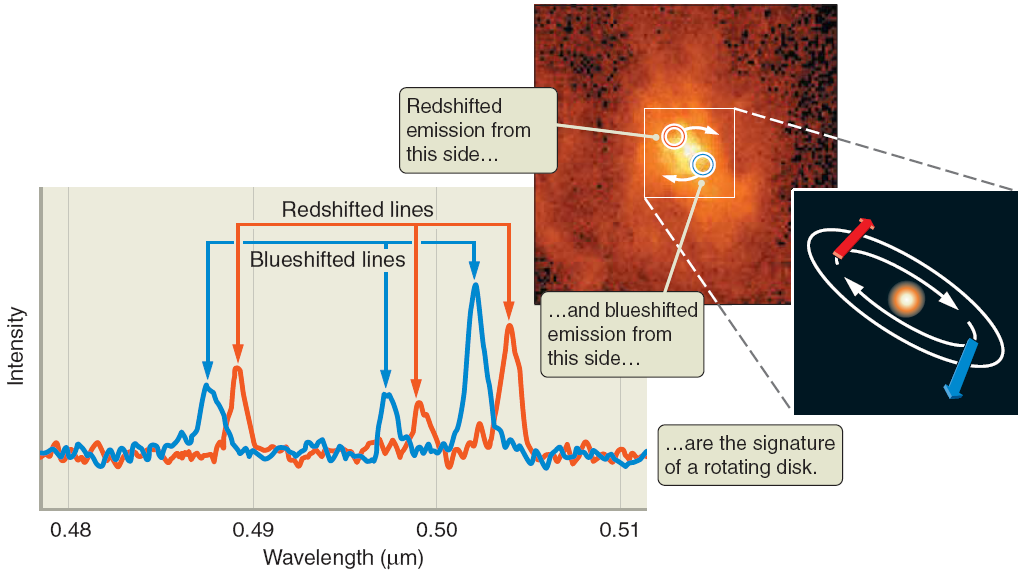 Redshifted
emission from
this side…
Redshifted lines
Blueshifted lines
…and blueshifted
emission from
this side…
…are the signature
of a rotating disk.
Intensity
0.48
0.49
0.50
0.51
Wavelength (μm)